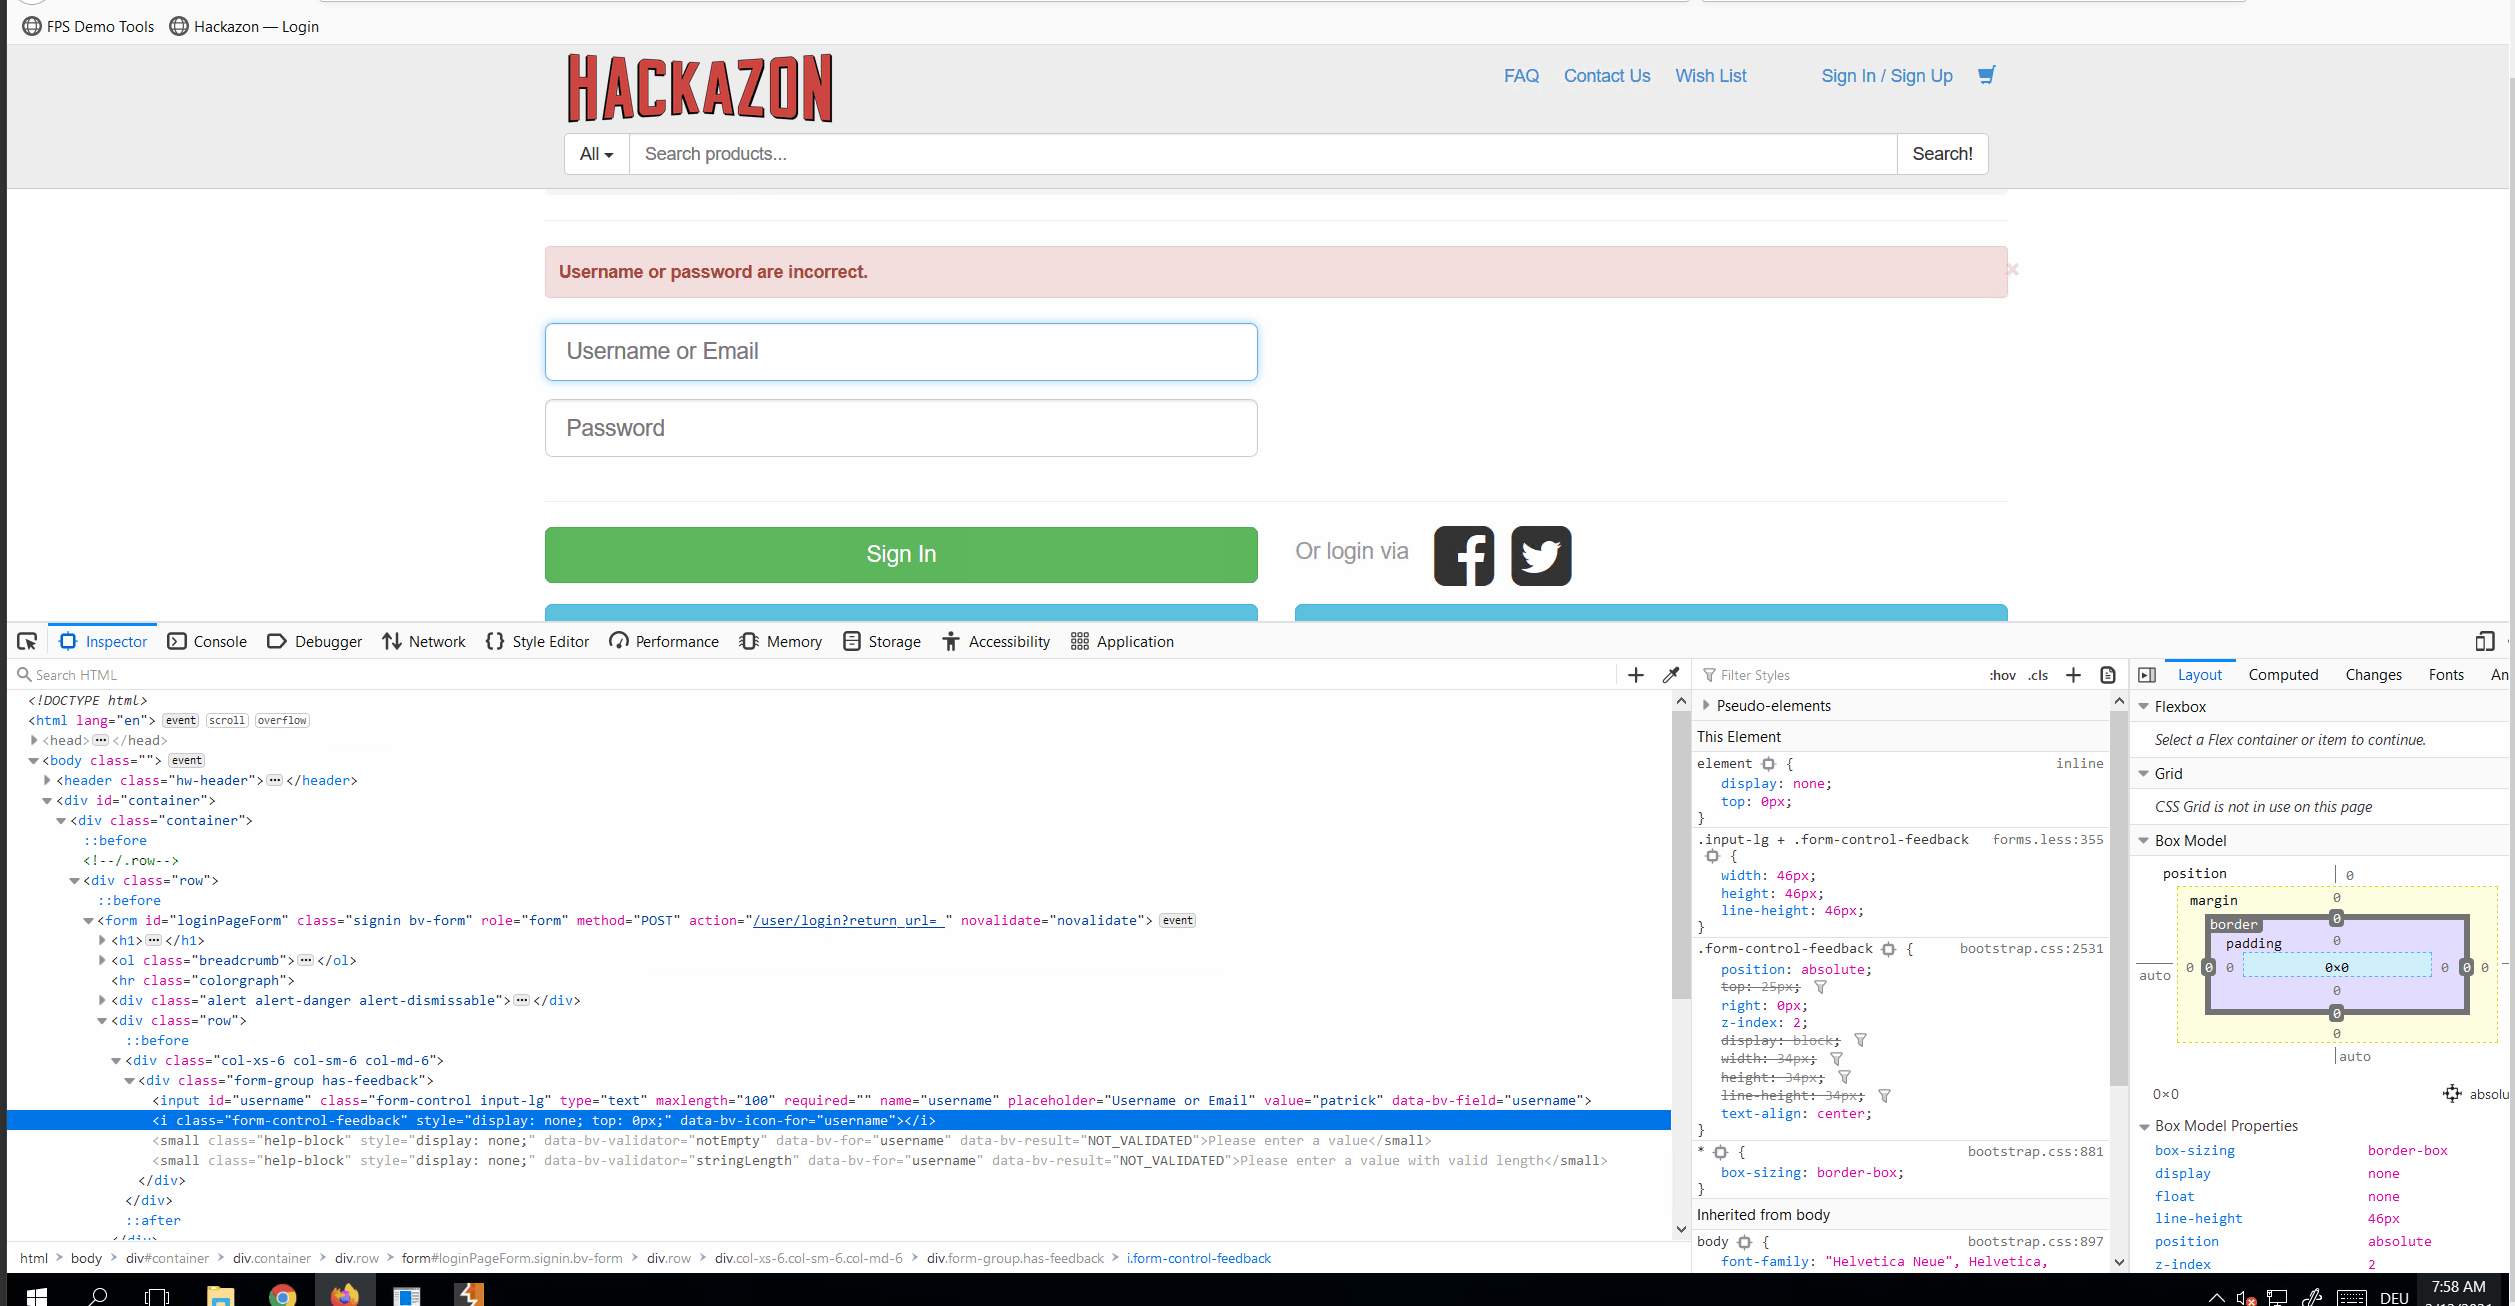 FPS Demo Tools Hackazon — Login
HACKAZON
FAQ Contact Us Wish List Sign In / Sign Up
All Search products... Search!
Username or password are incorrect. ×
Username or Email
Password
Sign In Or login via
Inspector Console Debugger Network Style Editor Performance Memory Storage Accessibility Application
Search HTML
<!DOCTYPE html>
<html lang="en"> event scroll overflow
<head> ••• </head>
<body class=""> event
<header class="hw-header"> ••• </header>
<div id="container">
<div class="container">
::before
<!--/.row-->
<div class="row">
::before
<form id="loginPageForm" class="signin bv-form" role="form" method="POST" action="/user/login?return_url= " novalidate="novalidate"> event
<h1> ••• </h1>
<ol class="breadcrumb"> ••• </ol>
<hr class="colorgraph">
<div class="alert alert-danger alert-dismissable"> ••• </div>
<div class="row">
::before
<div class="col-xs-6 col-sm-6 col-md-6">
<div class="form-group has-feedback">
<input id="username" class="form-control input-lg" type="text" maxlength="100" required="" name="username" placeholder="Username or Email" value="patrick" data-bv-field="username">
<i class="form-control-feedback" style="display: none; top: 0px;" data-bv-icon-for="username"></i>
<small class="help-block" style="display: none;" data-bv-validator="notEmpty" data-bv-for="username" data-bv-result="NOT_VALIDATED">Please enter a value</small>
<small class="help-block" style="display: none;" data-bv-validator="stringLength" data-bv-for="username" data-bv-result="NOT_VALIDATED">Please enter a value with valid length</small>
</div>
</div>
::after
html > body > div#container > div.container > div.row > form#loginPageForm.signin.bv-form > div.row > div.col-xs-6.col-sm-6.col-md-6 > div.form-group.has-feedback > i.form-control-feedback
Filter Styles :hov .cls +
Pseudo-elements
This Element
element { inline
display: none;
top: 0px;
}
.input-lg + .form-control-feedback forms.less:355
{
width: 46px;
height: 46px;
line-height: 46px;
}
.form-control-feedback { bootstrap.css:2531
position: absolute;
top: 25px;
right: 0px;
z-index: 2;
display: block;
width: 34px;
height: 34px;
line-height: 34px;
text-align: center;
}
* { bootstrap.css:881
box-sizing: border-box;
}
Inherited from body
body { bootstrap.css:897
font-family: "Helvetica Neue", Helvetica,
Layout Computed Changes Fonts An
Flexbox
Select a Flex container or item to continue.
Grid
CSS Grid is not in use on this page
Box Model
position 0
margin 0
border 0
padding 0
auto 0 0 0 0×0 0 0 0
0
0
0
auto
0×0 absolu
Box Model Properties
box-sizing border-box
display none
float none
line-height 46px
position absolute
z-index 2
DEU 7:58 AM